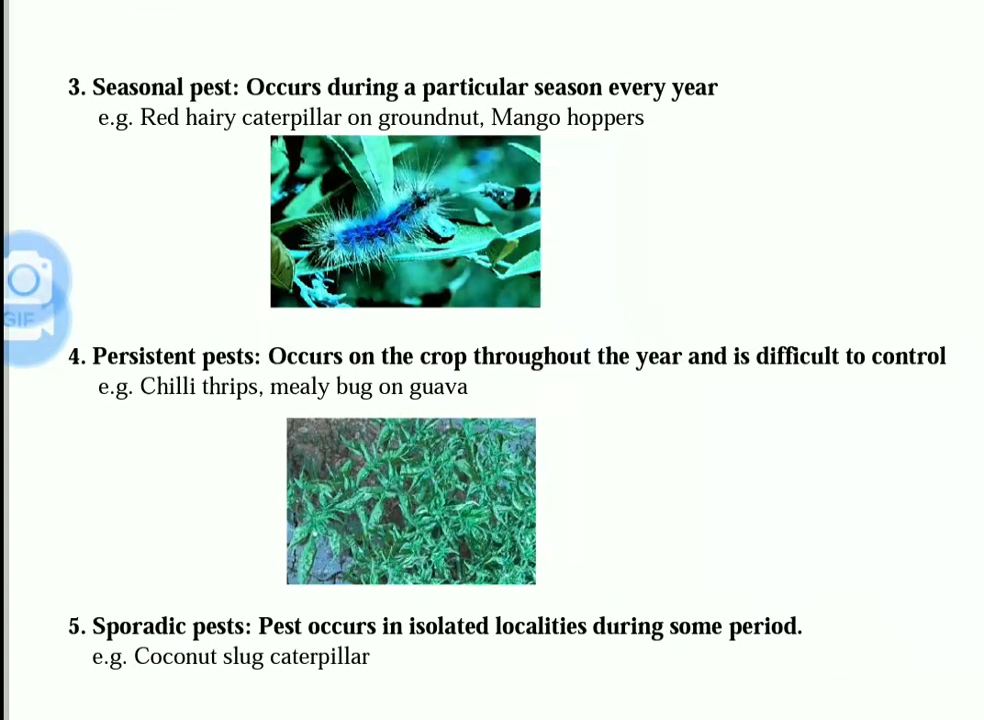 3. Seasonal pest: Occurs during a particular season every year
e.g. Red hairy caterpillar on groundnut, Mango hoppers
GIF
4. Persistent pests: Occurs on the crop throughout the year and is difficult to control
e.g. Chilli thrips, mealy bug on guava
5. Sporadic pests: Pest occurs in isolated localities during some period.
e.g. Coconut slug caterpillar